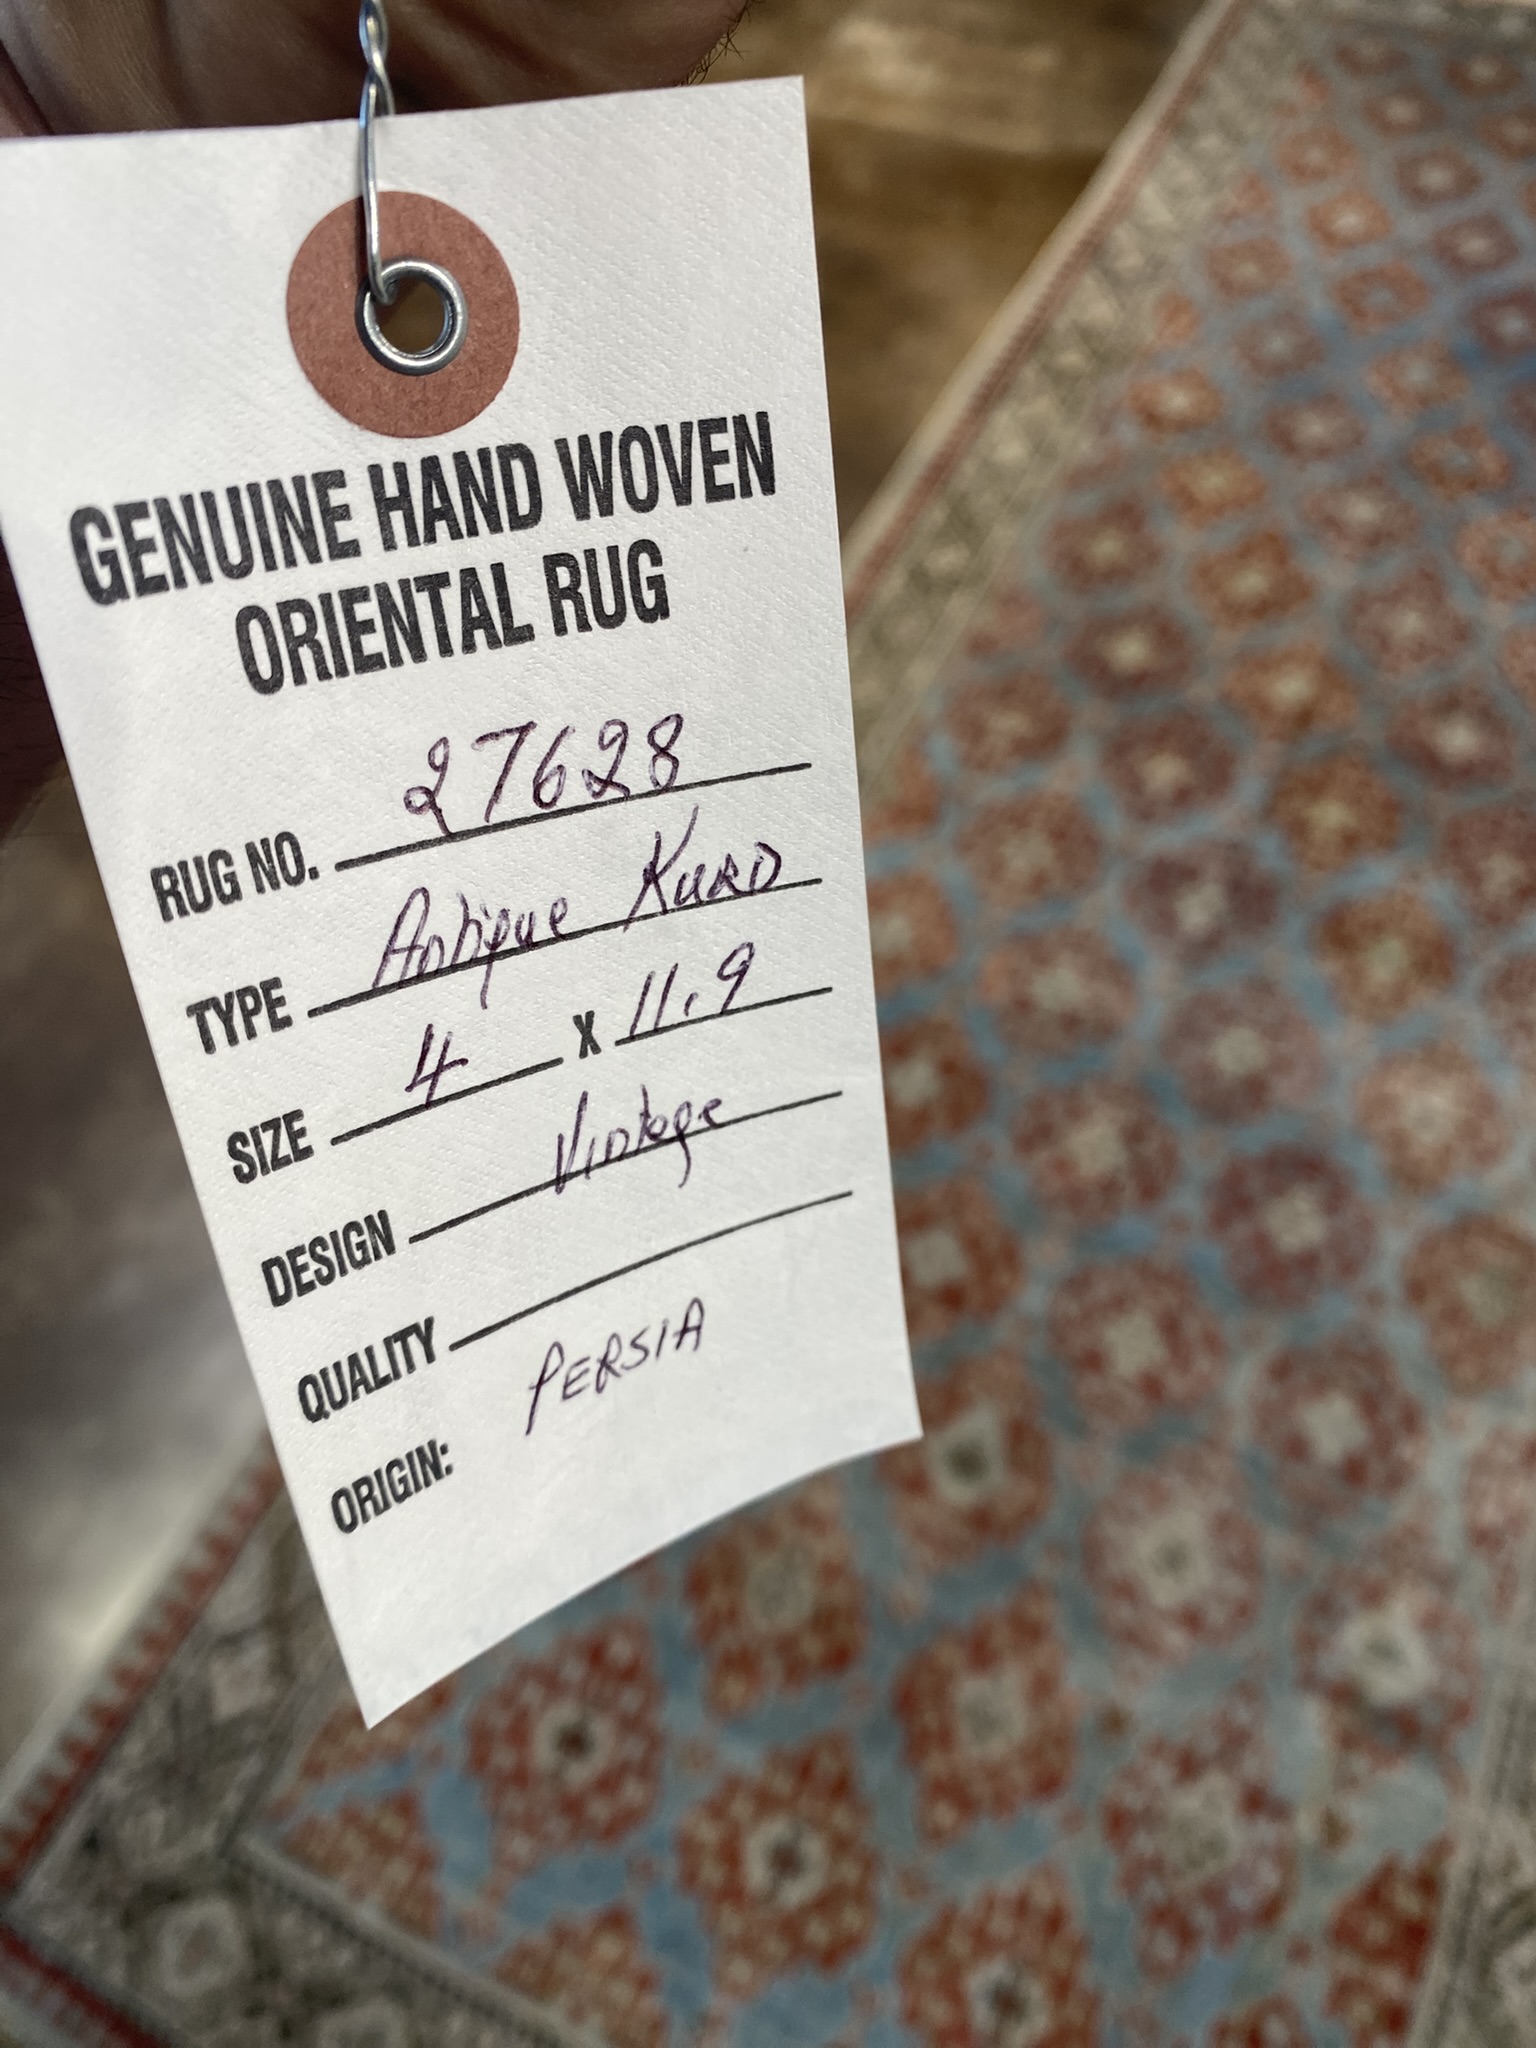 GENUINE HAND WOVEN
ORIENTAL RUG
RUG NO. 27628
TYPE Antique KURD
SIZE 4 X 11.9
DESIGN Vintage
QUALITY
ORIGIN: PERSIA